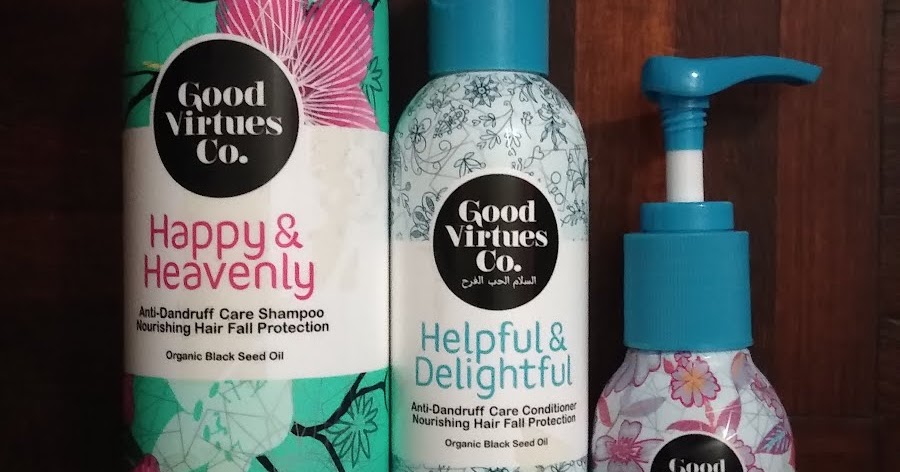 Good
Virtues
Co.
Happy &
Heavenly
Anti-Dandruff Care Shampoo
Nourishing Hair Fall Protection
Organic Black Seed Oil
Good
Virtues
Co.
السلام الحب الفرح
Helpful &
Delightful
Anti-Dandruff Care Conditioner
Nourishing Hair Fall Protection
Organic Black Seed Oil
Good